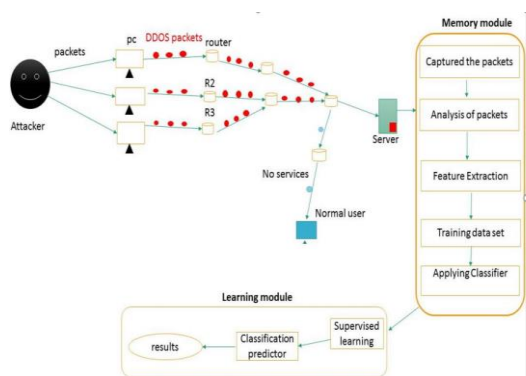 Memory module
pc
DDOS packets
router
packets
Captured the packets
R2
R3
Analysis of packets
Attacker
Server
No services
Feature Extraction
Normal user
Training data set
Applying Classifier
Learning module
Supervised
learning
Classification
predictor
results